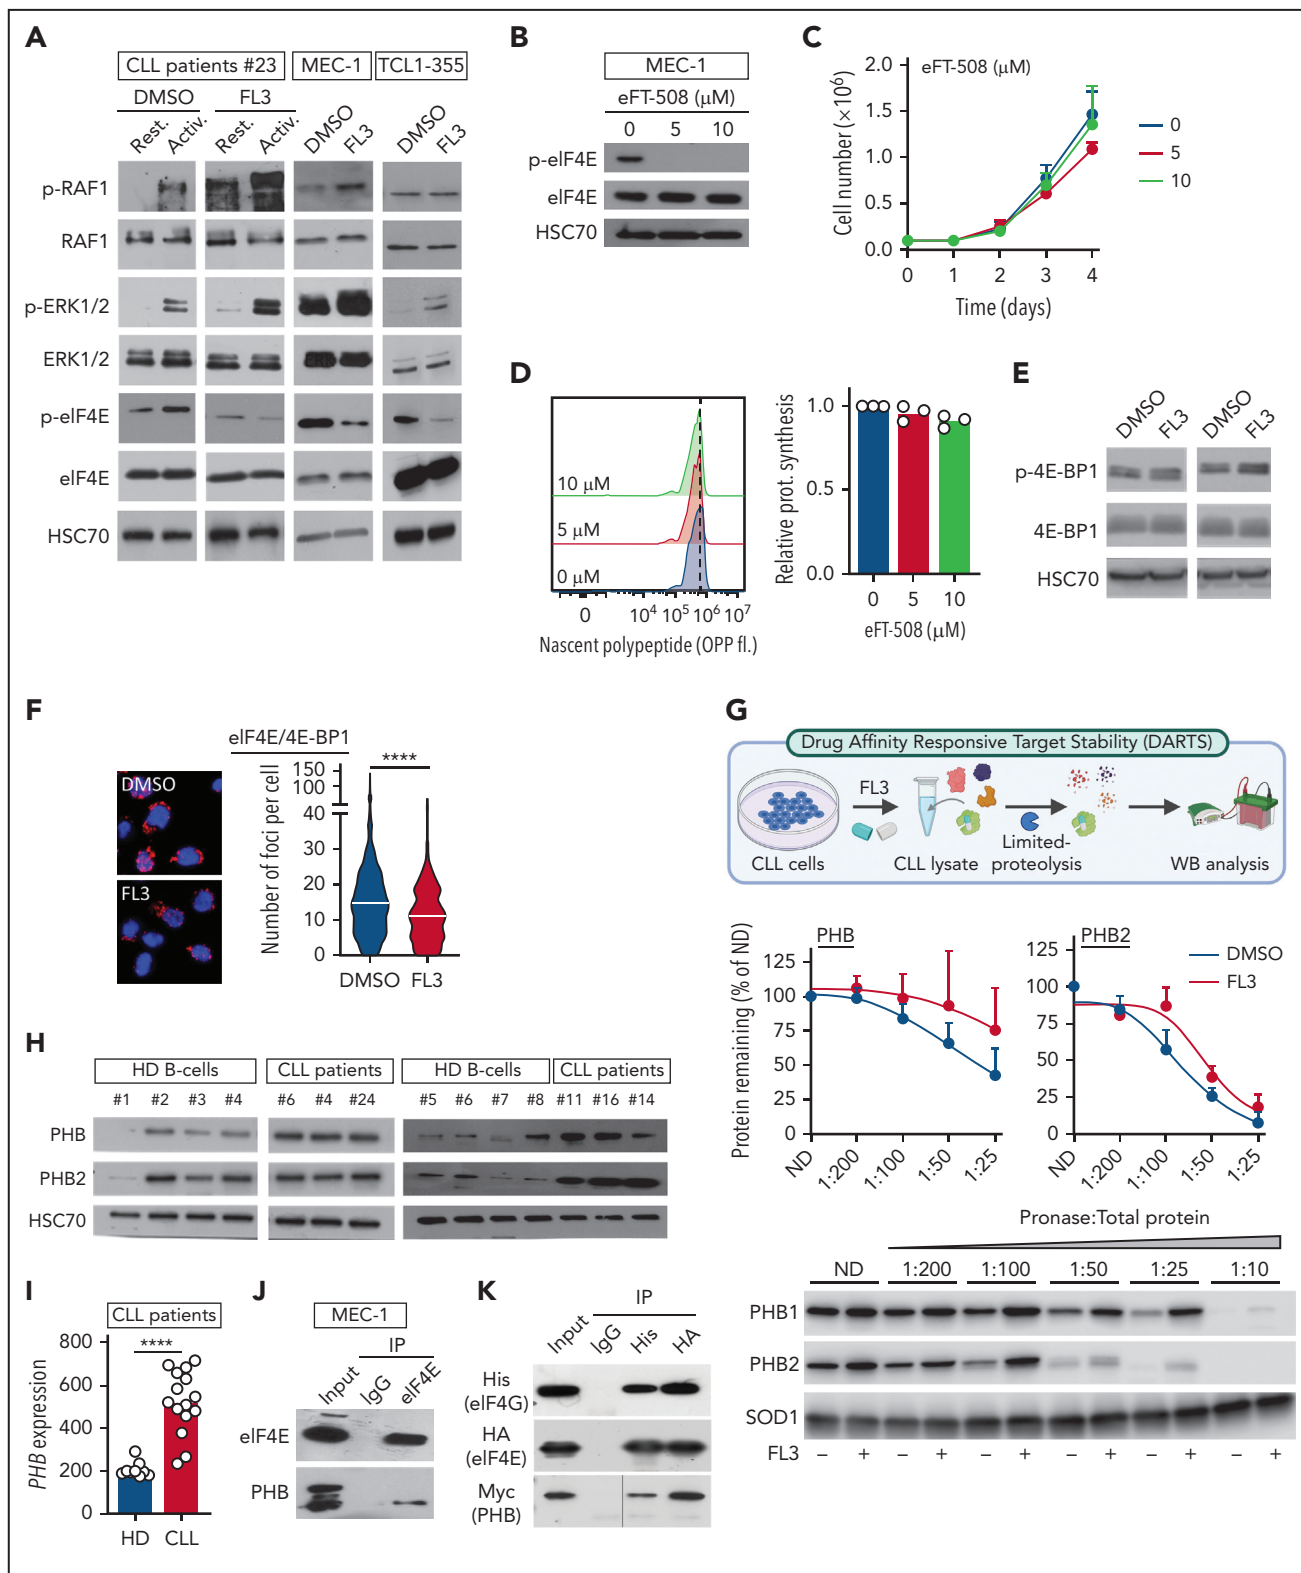 A
CLL patients #23 MEC-1 TCL1-355
DMSO FL3
Rest. Activ. Rest. Activ. DMSO FL3 DMSO FL3
p-RAF1
RAF1
p-ERK1/2
ERK1/2
p-eIF4E
eIF4E
HSC70
B
MEC-1
eFT-508 (μM)
0 5 10
p-eIF4E
eIF4E
HSC70
C
eFT-508 (μM)
Cell number (×10⁶)
2.0
1.5
1.0
0.5
0.0
0 1 2 3 4
Time (days)
0
5
10
D
10 μM
5 μM
0 μM
0 10⁴ 10⁵ 10⁶ 10⁷
Nascent polypeptide (OPP fl.)
Relative prot. synthesis
1.0
0.5
0.0
0 5 10
eFT-508 (μM)
E
DMSO FL3 DMSO FL3
p-4E-BP1
4E-BP1
HSC70
F
DMSO
FL3
eIF4E/4E-BP1
****
Number of foci per cell
150
100
40
30
20
10
0
DMSO FL3
G
Drug Affinity Responsive Target Stability (DARTS)
FL3
Limited-
proteolysis
CLL cells CLL lysate WB analysis
Protein remaining (% of ND)
PHB
125
100
75
50
25
0
ND 1:200 1:100 1:50 1:25
PHB2
125
100
75
50
25
0
ND 1:200 1:100 1:50 1:25
DMSO
FL3
Pronase:Total protein
ND 1:200 1:100 1:50 1:25 1:10
PHB1
PHB2
SOD1
FL3 − + − + − + − + − + − +
H
HD B-cells CLL patients HD B-cells CLL patients
#1 #2 #3 #4 #6 #4 #24 #5 #6 #7 #8 #11 #16 #14
PHB
PHB2
HSC70
I
CLL patients
****
PHB expression
800
600
400
200
0
HD CLL
J
MEC-1
IP
Input IgG eIF4E
eIF4E
PHB
K
IP
Input IgG His HA
His
(eIF4G)
HA
(eIF4E)
Myc
(PHB)